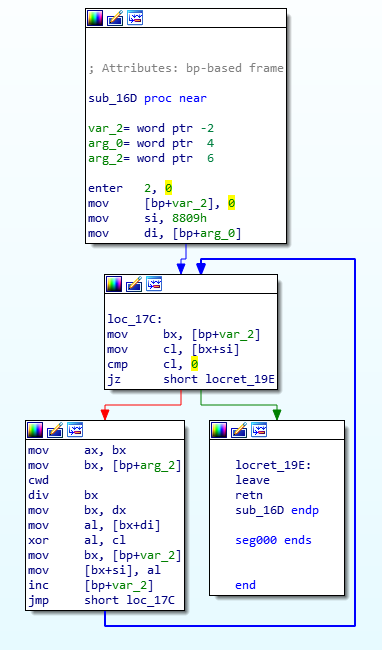 ; Attributes: bp-based frame
sub_16D proc near
var_2= word ptr -2
arg_0= word ptr  4
arg_2= word ptr  6
enter   2, 0
mov     [bp+var_2], 0
mov     si, 8809h
mov     di, [bp+arg_0]
loc_17C:
mov     bx, [bp+var_2]
mov     cl, [bx+si]
cmp     cl, 0
jz      short locret_19E
mov     ax, bx
mov     bx, [bp+arg_2]
cwd
div     bx
mov     bx, dx
mov     al, [bx+di]
xor     al, cl
mov     bx, [bp+var_2]
mov     [bx+si], al
inc     [bp+var_2]
jmp     short loc_17C
locret_19E:
leave
retn
sub_16D endp
seg000 ends
end